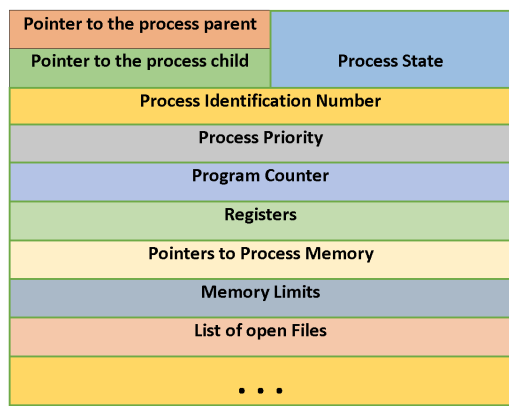 Pointer to the process parent
Pointer to the process child
Process State
Process Identification Number
Process Priority
Program Counter
Registers
Pointers to Process Memory
Memory Limits
List of open Files
. . .